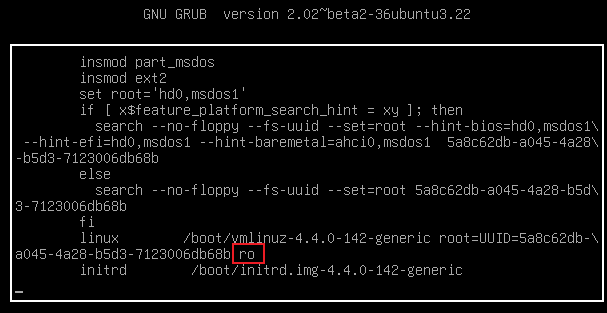 GNU GRUB  version 2.02~beta2-36ubuntu3.22
insmod part_msdos
insmod ext2
set root='hd0,msdos1'
if [ x$feature_platform_search_hint = xy ]; then
search --no-floppy --fs-uuid --set=root --hint-bios=hd0,msdos1\
--hint-efi=hd0,msdos1 --hint-baremetal=ahci0,msdos1  5a8c62db-a045-4a28\
-b5d3-7123006db68b
else
search --no-floppy --fs-uuid --set=root 5a8c62db-a045-4a28-b5d\
3-7123006db68b
fi
linux        /boot/vmlinuz-4.4.0-142-generic root=UUID=5a8c62db-\
a045-4a28-b5d3-7123006db68b ro
initrd        /boot/initrd.img-4.4.0-142-generic